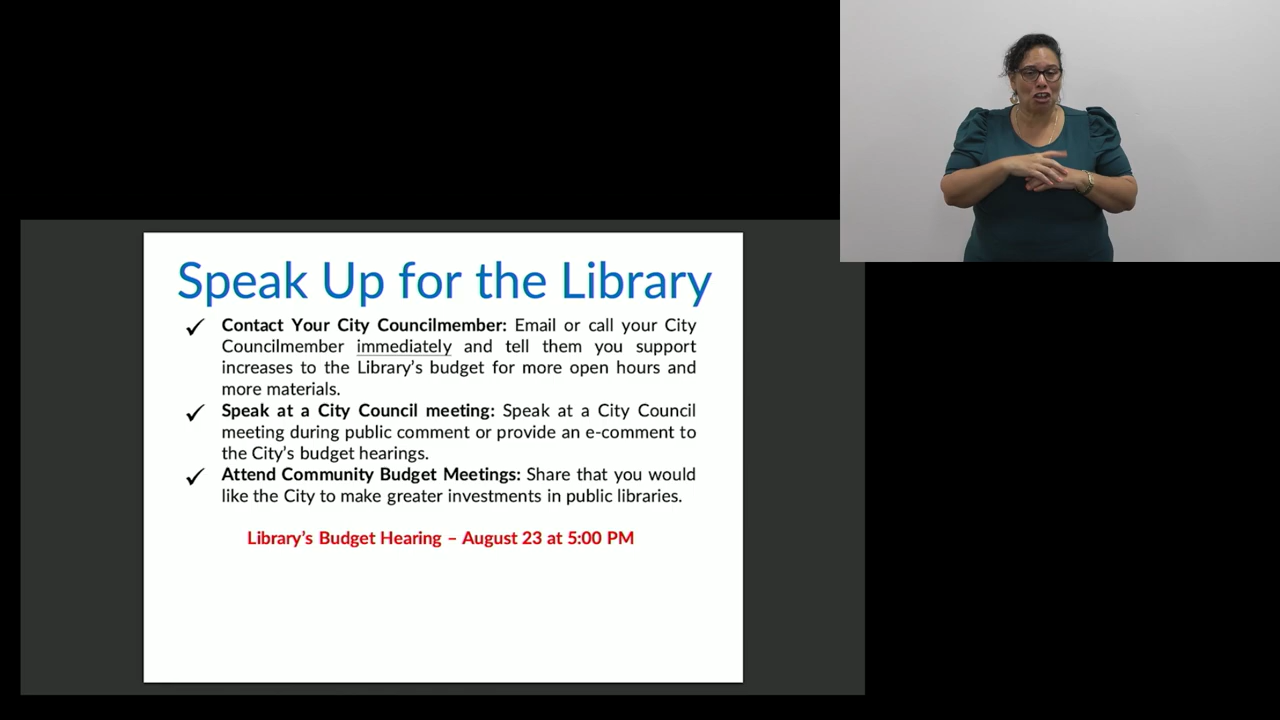 Speak Up for the Library
✓ Contact Your City Councilmember: Email or call your City
Councilmember immediately and tell them you support
increases to the Library's budget for more open hours and
more materials.
✓ Speak at a City Council meeting: Speak at a City Council
meeting during public comment or provide an e-comment to
the City's budget hearings.
✓ Attend Community Budget Meetings: Share that you would
like the City to make greater investments in public libraries.
Library's Budget Hearing – August 23 at 5:00 PM